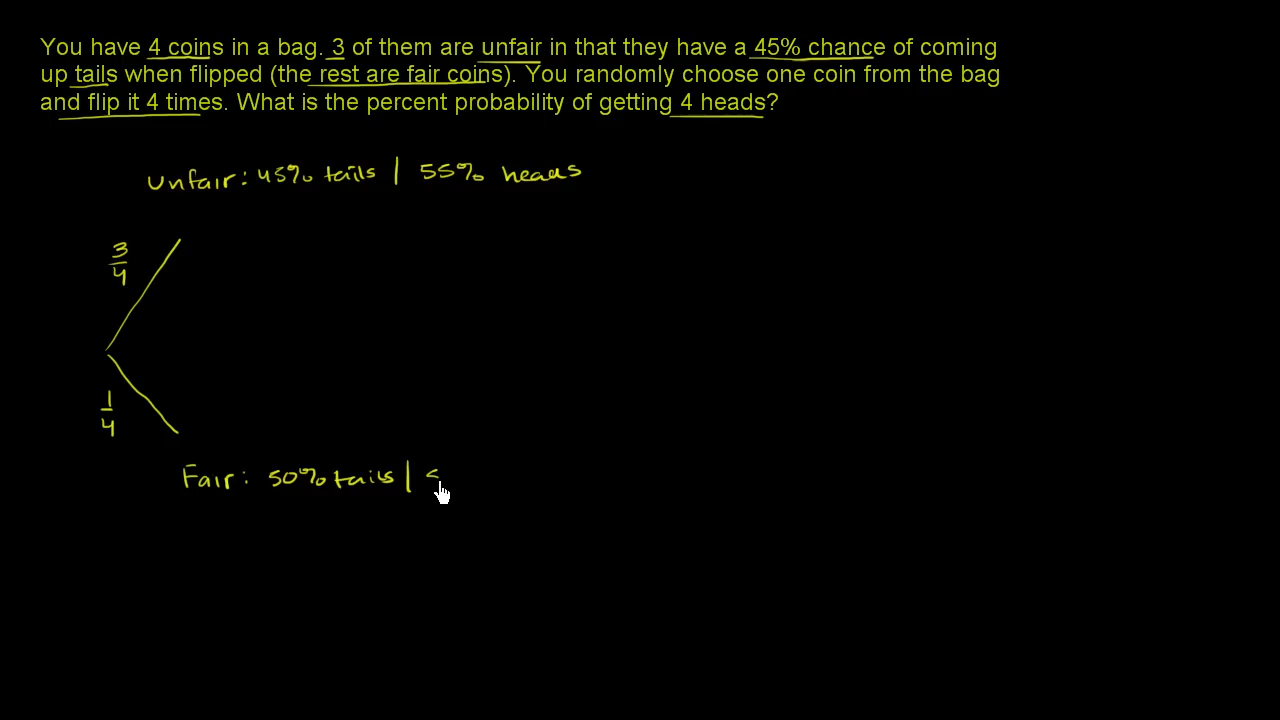 You have 4 coins in a bag. 3 of them are unfair in that they have a 45% chance of coming
up tails when flipped (the rest are fair coins). You randomly choose one coin from the bag
and flip it 4 times. What is the percent probability of getting 4 heads?
Unfair: 45% tails | 55% heads
3/4
1/4
Fair: 50% tails |